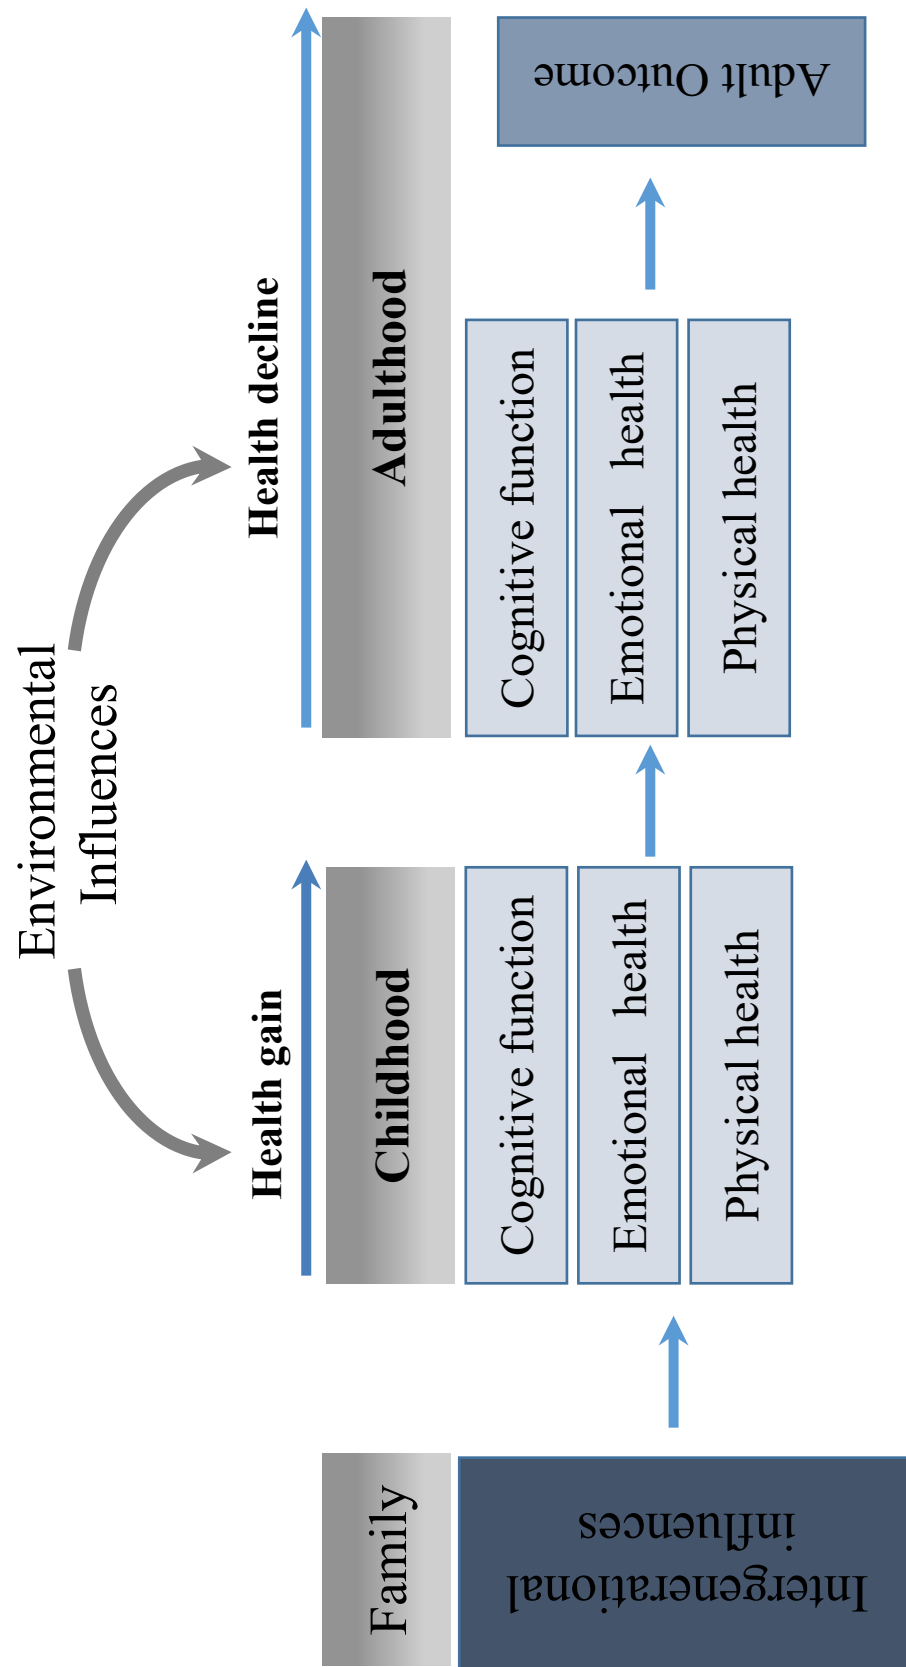 Environmental
Influences
Health gain
Health decline
Family
Childhood
Adulthood
Intergenerational
influences
Cognitive function
Emotional health
Physical health
Cognitive function
Emotional health
Physical health
Adult Outcome